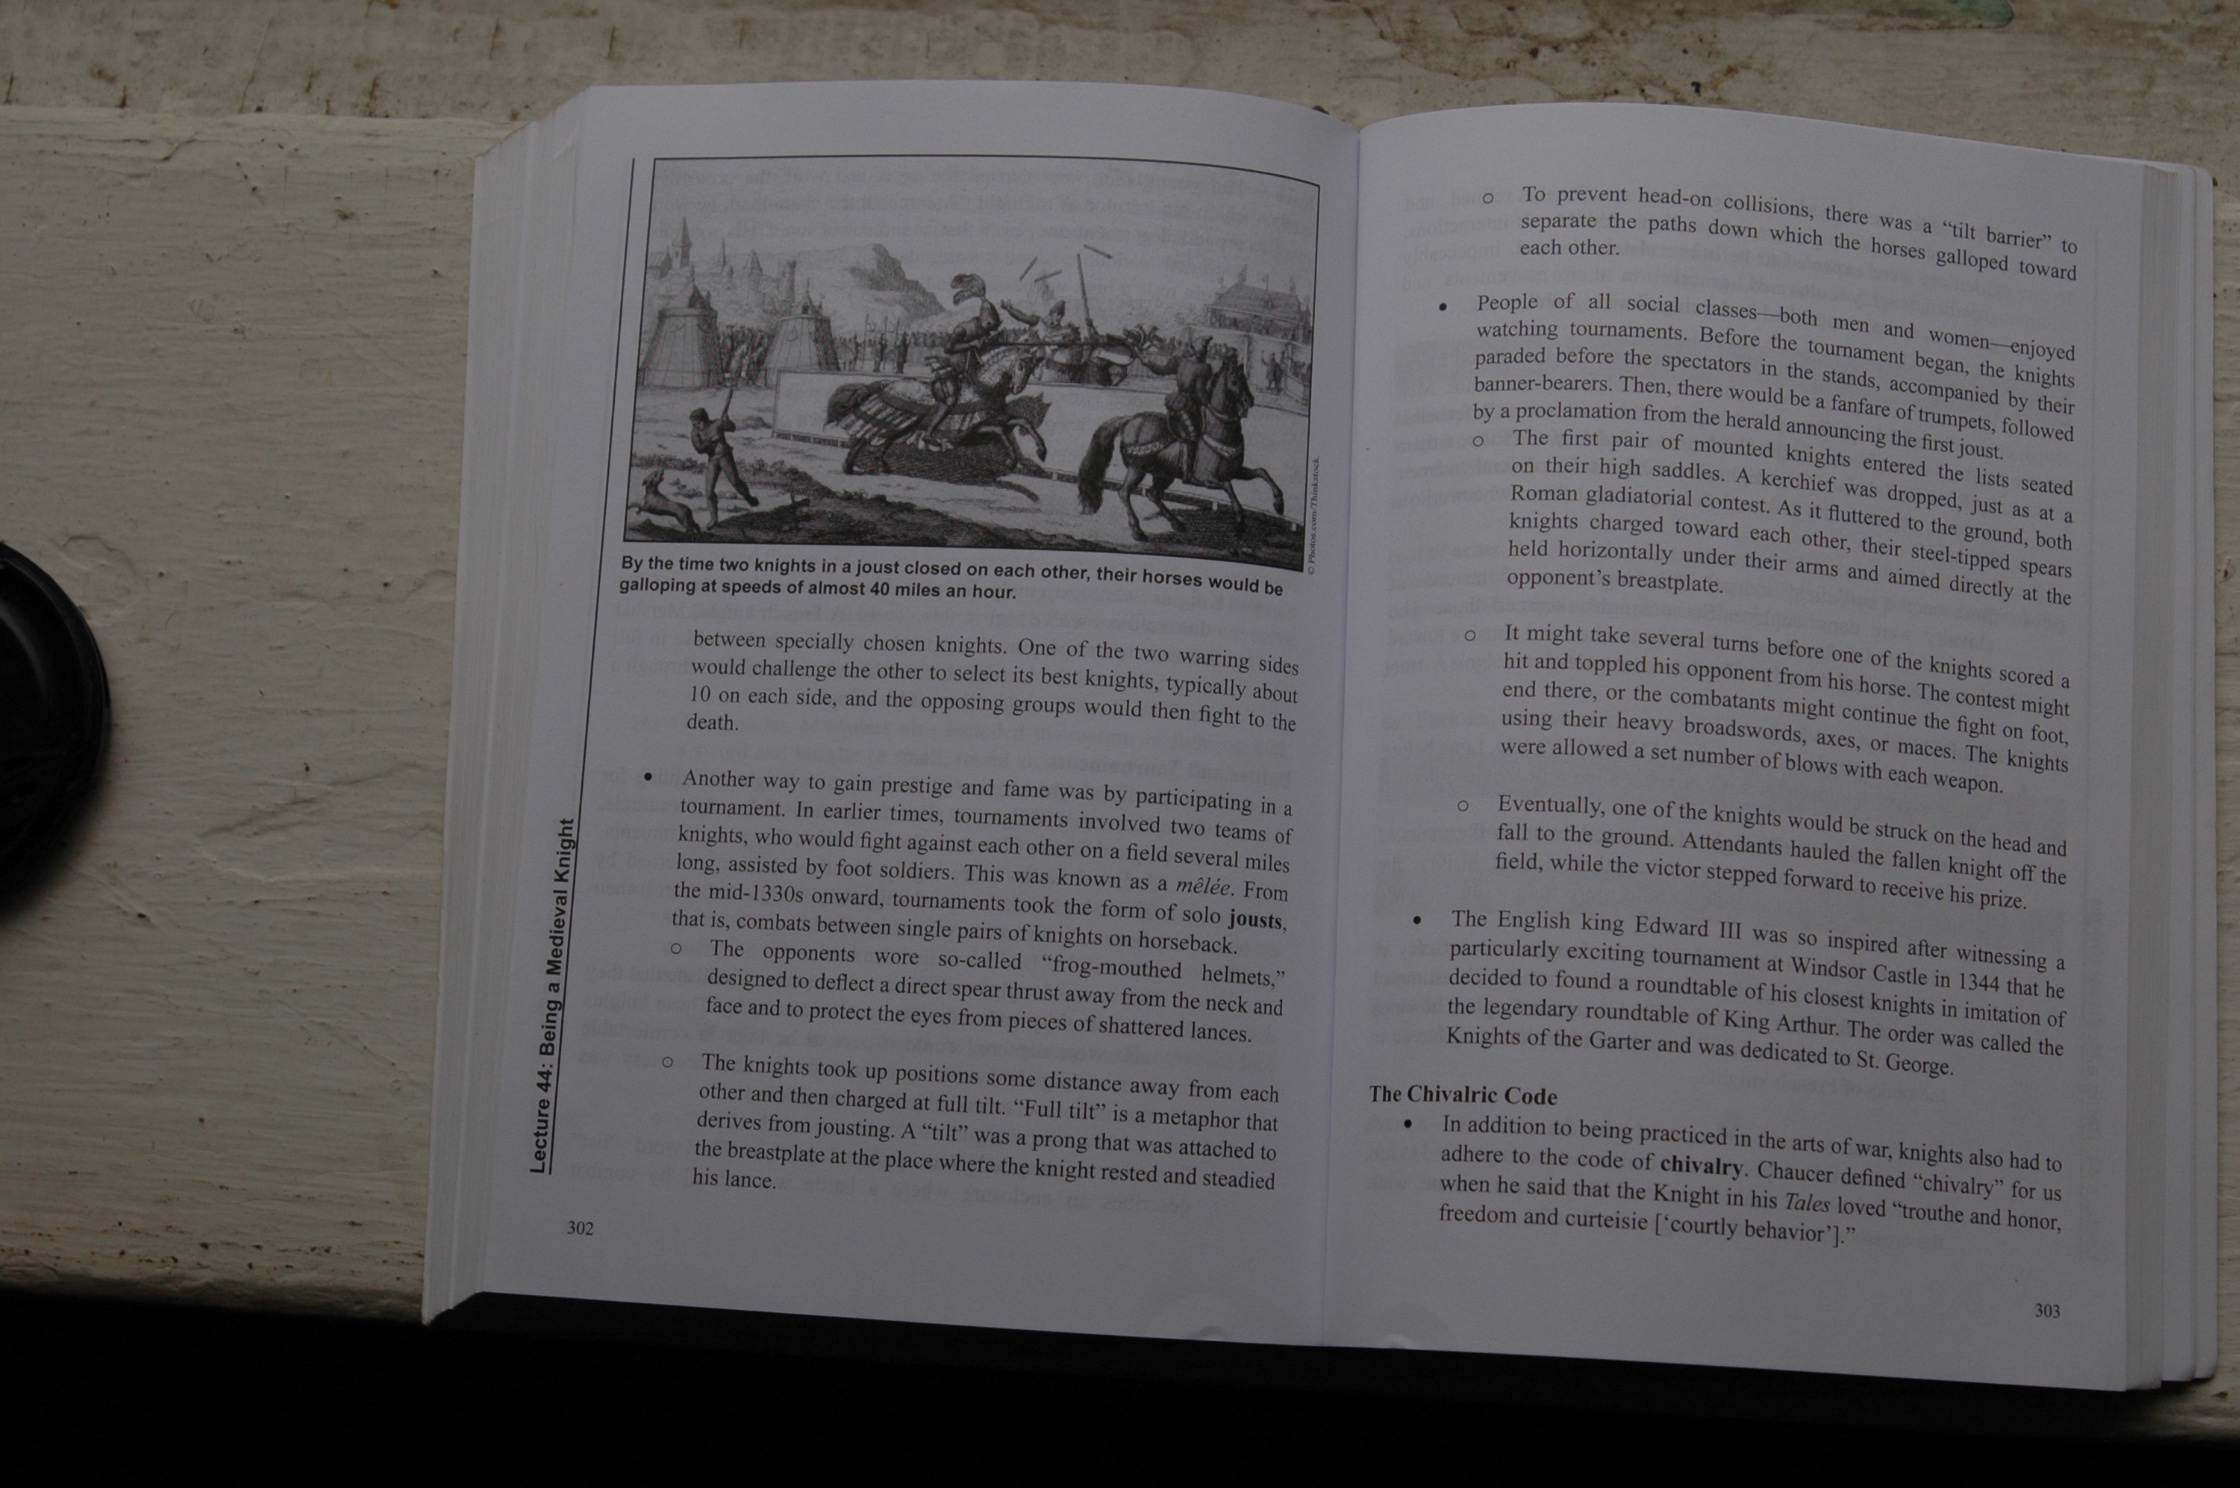 © Photos.com/Thinkstock.
By the time two knights in a joust closed on each other, their horses would be
galloping at speeds of almost 40 miles an hour.
between specially chosen knights. One of the two warring sides
would challenge the other to select its best knights, typically about
10 on each side, and the opposing groups would then fight to the
death.
• Another way to gain prestige and fame was by participating in a
tournament. In earlier times, tournaments involved two teams of
knights, who would fight against each other on a field several miles
long, assisted by foot soldiers. This was known as a mêlée. From
the mid-1330s onward, tournaments took the form of solo jousts,
that is, combats between single pairs of knights on horseback.
○ The opponents wore so-called “frog-mouthed helmets,”
designed to deflect a direct spear thrust away from the neck and
face and to protect the eyes from pieces of shattered lances.
○ The knights took up positions some distance away from each
other and then charged at full tilt. “Full tilt” is a metaphor that
derives from jousting. A “tilt” was a prong that was attached to
the breastplate at the place where the knight rested and steadied
his lance.
Lecture 44: Being a Medieval Knight
302
○ To prevent head-on collisions, there was a “tilt barrier” to
separate the paths down which the horses galloped toward
each other.
• People of all social classes—both men and women—enjoyed
watching tournaments. Before the tournament began, the knights
paraded before the spectators in the stands, accompanied by their
banner-bearers. Then, there would be a fanfare of trumpets, followed
by a proclamation from the herald announcing the first joust.
○ The first pair of mounted knights entered the lists seated
on their high saddles. A kerchief was dropped, just as at a
Roman gladiatorial contest. As it fluttered to the ground, both
knights charged toward each other, their steel-tipped spears
held horizontally under their arms and aimed directly at the
opponent’s breastplate.
○ It might take several turns before one of the knights scored a
hit and toppled his opponent from his horse. The contest might
end there, or the combatants might continue the fight on foot,
using their heavy broadswords, axes, or maces. The knights
were allowed a set number of blows with each weapon.
○ Eventually, one of the knights would be struck on the head and
fall to the ground. Attendants hauled the fallen knight off the
field, while the victor stepped forward to receive his prize.
• The English king Edward III was so inspired after witnessing a
particularly exciting tournament at Windsor Castle in 1344 that he
decided to found a roundtable of his closest knights in imitation of
the legendary roundtable of King Arthur. The order was called the
Knights of the Garter and was dedicated to St. George.
The Chivalric Code
• In addition to being practiced in the arts of war, knights also had to
adhere to the code of chivalry. Chaucer defined “chivalry” for us
when he said that the Knight in his Tales loved “trouthe and honor,
freedom and curteisie [‘courtly behavior’].”
303